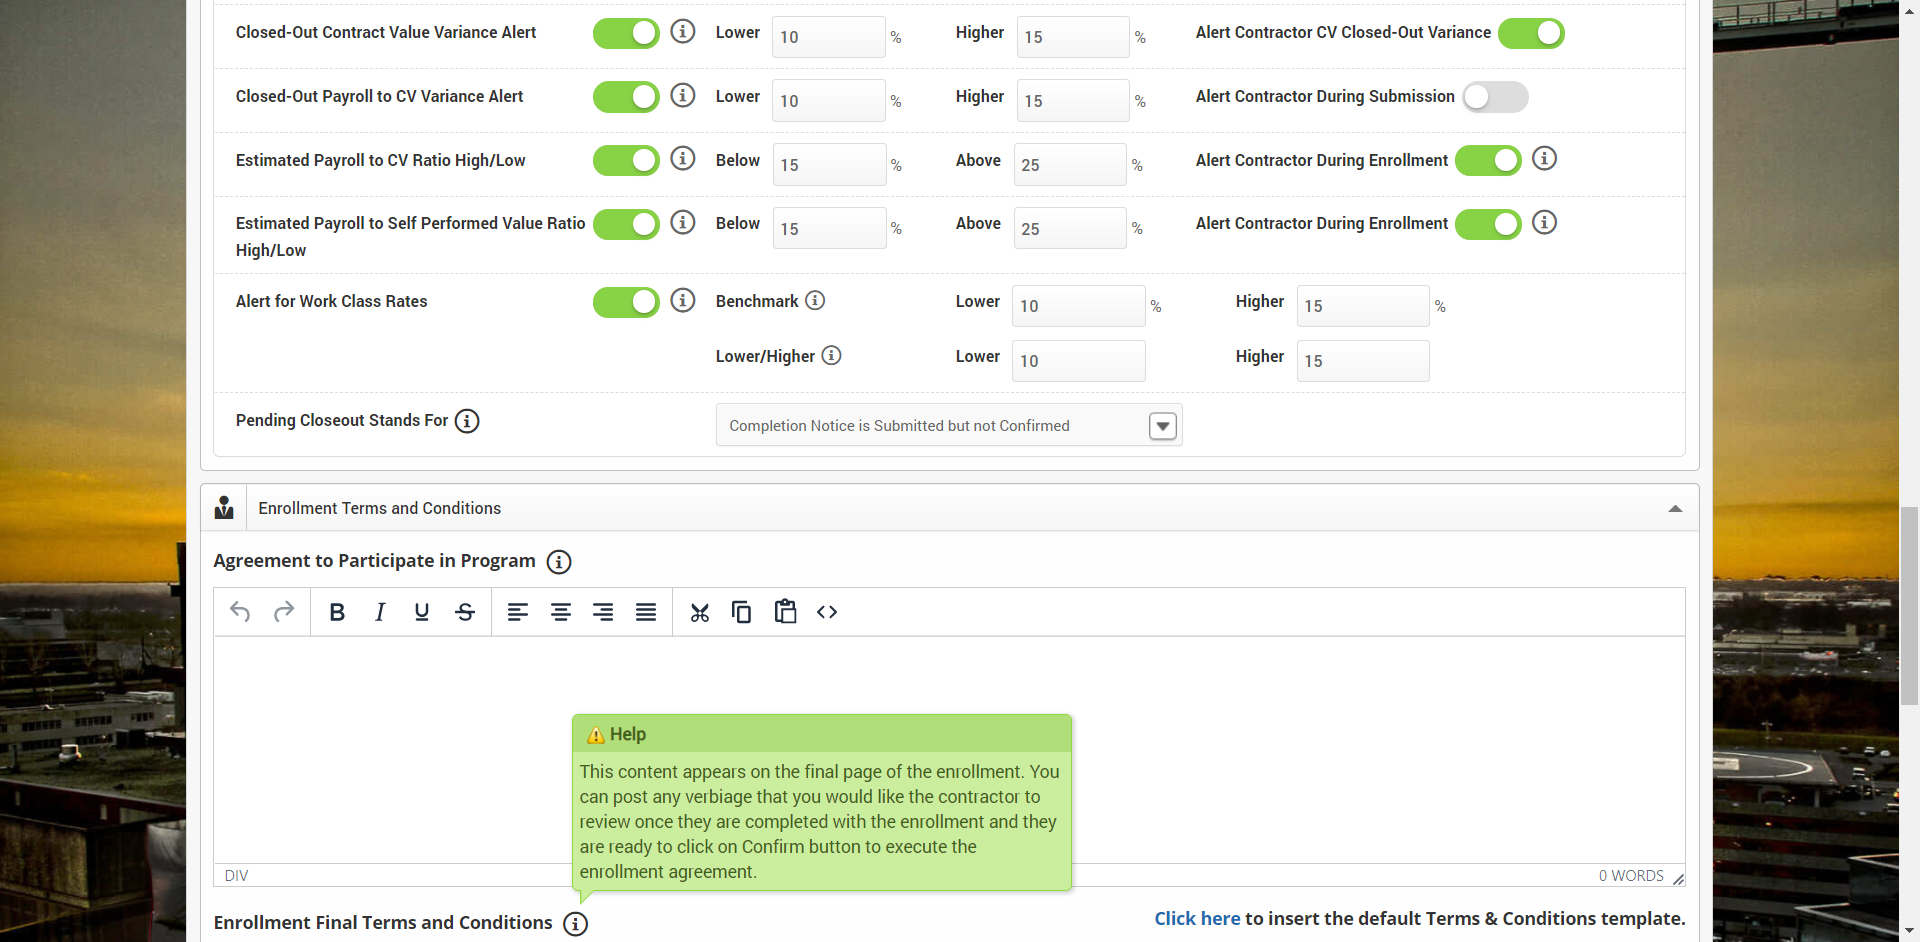 Closed-Out Contract Value Variance Alert Lower 10 % Higher 15 % Alert Contractor CV Closed-Out Variance
Closed-Out Payroll to CV Variance Alert Lower 10 % Higher 15 % Alert Contractor During Submission
Estimated Payroll to CV Ratio High/Low Below 15 % Above 25 % Alert Contractor During Enrollment
Estimated Payroll to Self Performed Value Ratio Below 15 % Above 25 % Alert Contractor During Enrollment
High/Low
Alert for Work Class Rates Benchmark Lower 10 % Higher 15 %
Lower/Higher Lower 10 Higher 15
Pending Closeout Stands For Completion Notice is Submitted but not Confirmed
Enrollment Terms and Conditions
Agreement to Participate in Program
Help
This content appears on the final page of the enrollment. You
can post any verbiage that you would like the contractor to
review once they are completed with the enrollment and they
are ready to click on Confirm button to execute the
enrollment agreement.
DIV 0 WORDS
Enrollment Final Terms and Conditions Click here to insert the default Terms & Conditions template.